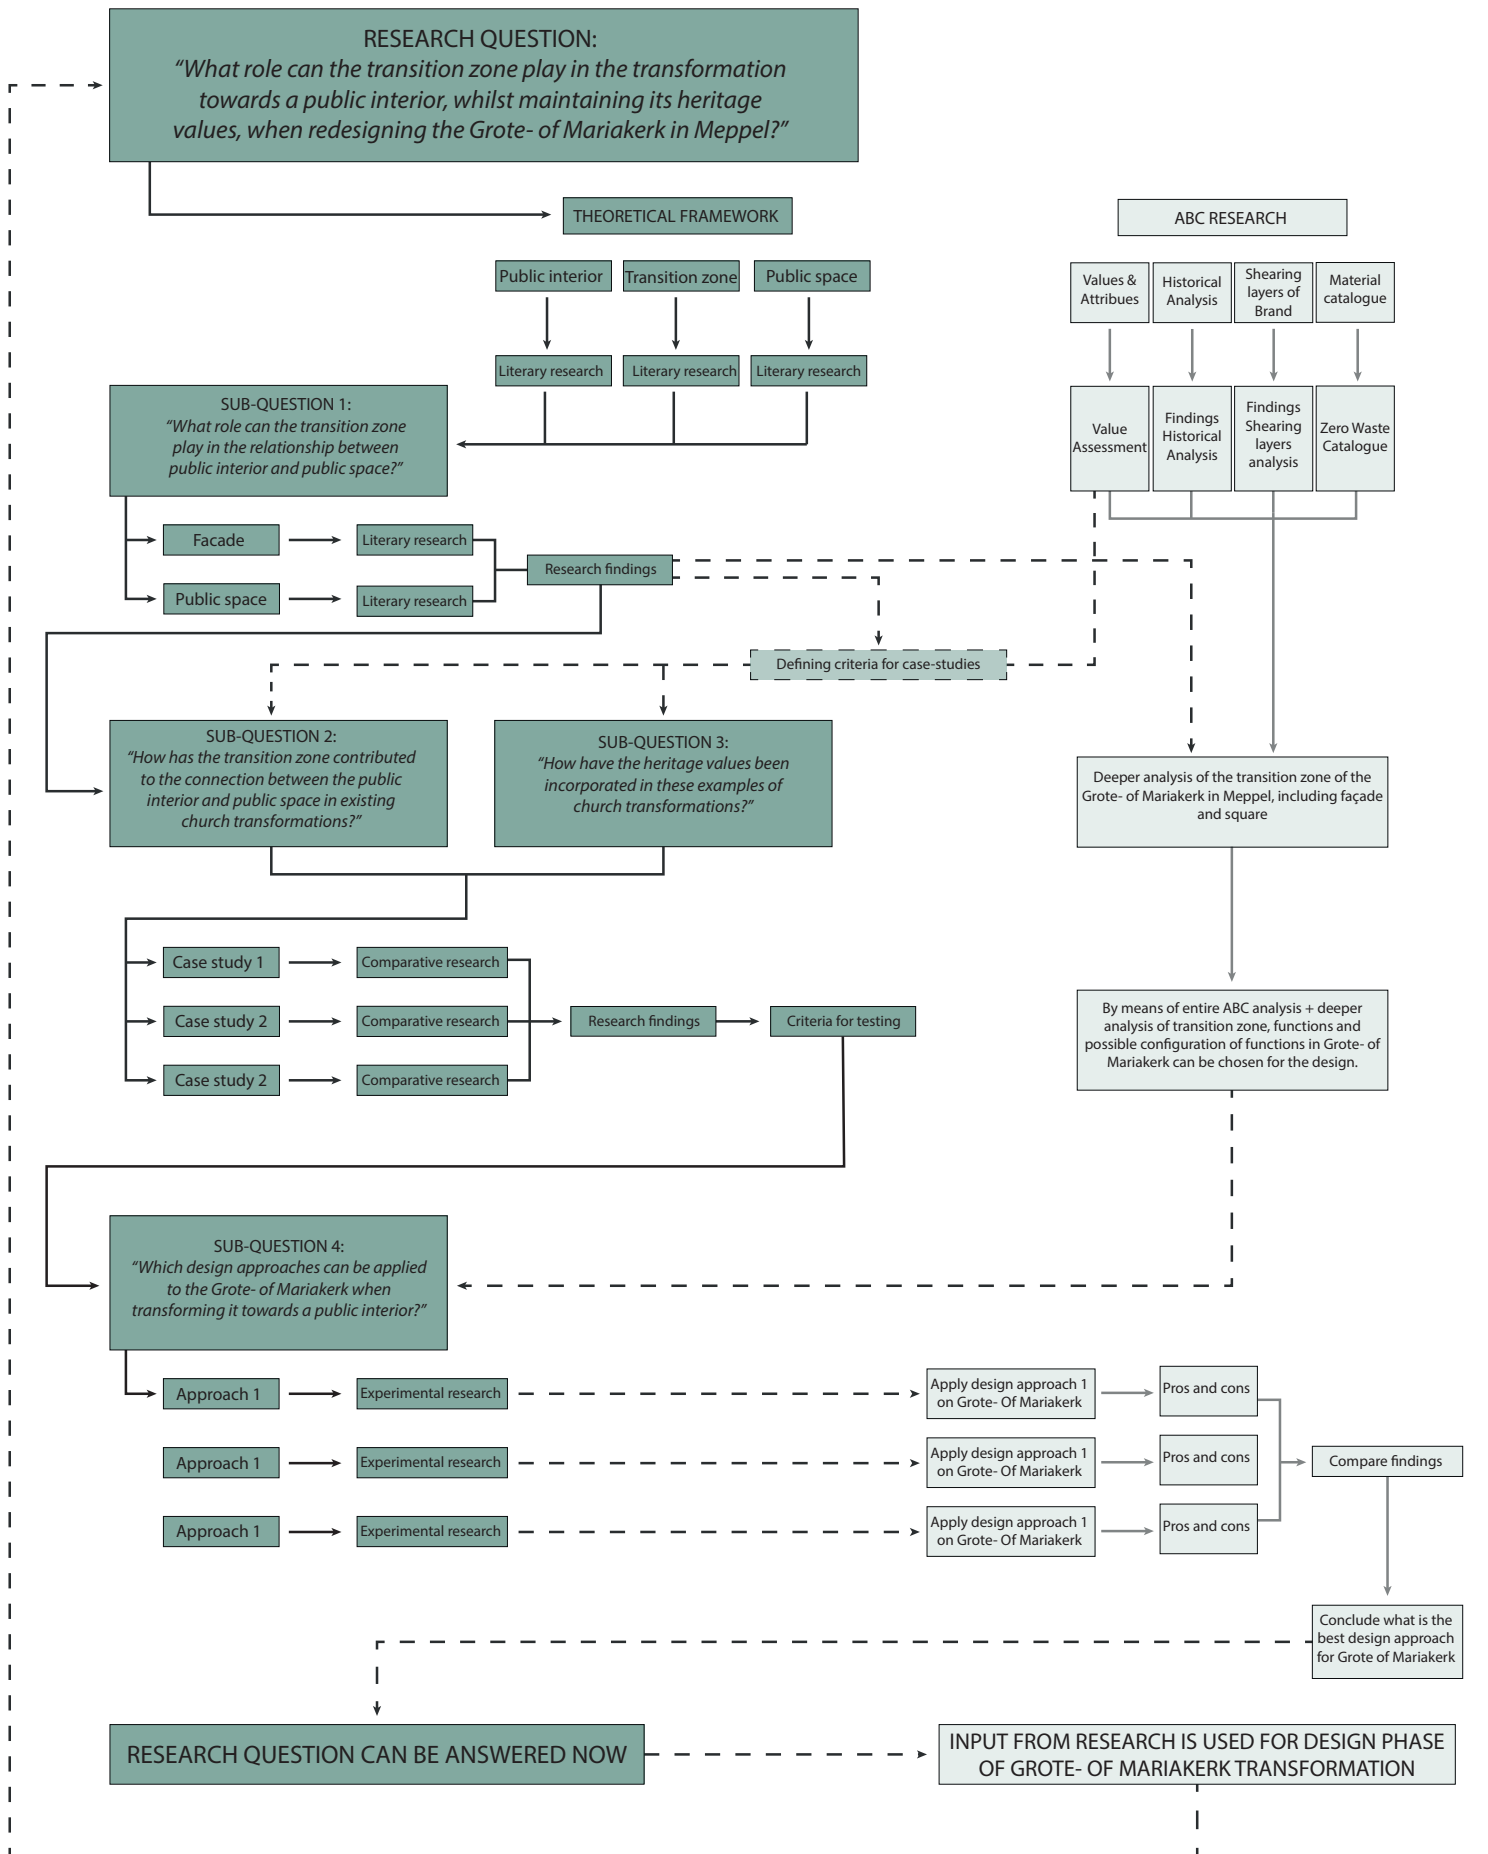 RESEARCH QUESTION:
“What role can the transition zone play in the transformation
towards a public interior, whilst maintaining its heritage
values, when redesigning the Grote- of Mariakerk in Meppel?”
THEORETICAL FRAMEWORK
Public interior
Transition zone
Public space
Literary research
Literary research
Literary research
ABC RESEARCH
Values &
Attribues
Historical
Analysis
Shearing
layers of
Brand
Material
catalogue
Value
Assessment
Findings
Historical
Analysis
Findings
Shearing
layers
analysis
Zero Waste
Catalogue
SUB-QUESTION 1:
“What role can the transition zone
play in the relationship between
public interior and public space?”
Facade
Literary research
Public space
Literary research
Research findings
Defining criteria for case-studies
SUB-QUESTION 2:
“How has the transition zone contributed
to the connection between the public
interior and public space in existing
church transformations?”
SUB-QUESTION 3:
“How have the heritage values been
incorporated in these examples of
church transformations?”
Deeper analysis of the transition zone of the
Grote- of Mariakerk in Meppel, including façade
and square
Case study 1
Comparative research
Case study 2
Comparative research
Case study 2
Comparative research
Research findings
Criteria for testing
By means of entire ABC analysis + deeper
analysis of transition zone, functions and
possible configuration of functions in Grote- of
Mariakerk can be chosen for the design.
SUB-QUESTION 4:
“Which design approaches can be applied
to the Grote- of Mariakerk when
transforming it towards a public interior?”
Approach 1
Experimental research
Apply design approach 1
on Grote- Of Mariakerk
Pros and cons
Approach 1
Experimental research
Apply design approach 1
on Grote- Of Mariakerk
Pros and cons
Approach 1
Experimental research
Apply design approach 1
on Grote- Of Mariakerk
Pros and cons
Compare findings
Conclude what is the
best design approach
for Grote of Mariakerk
RESEARCH QUESTION CAN BE ANSWERED NOW
INPUT FROM RESEARCH IS USED FOR DESIGN PHASE
OF GROTE- OF MARIAKERK TRANSFORMATION